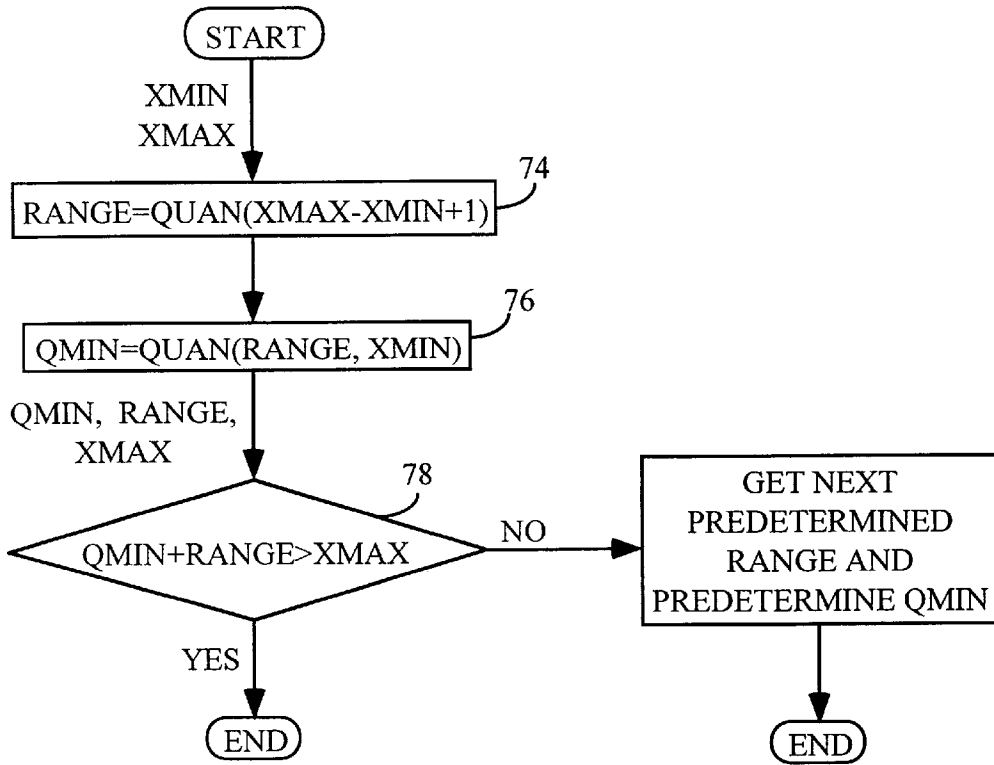 START
XMIN
XMAX
74
RANGE=QUAN(XMAX-XMIN+1)
76
QMIN=QUAN(RANGE, XMIN)
QMIN, RANGE,
XMAX
78
QMIN+RANGE>XMAX
NO
GET NEXT
PREDETERMINED
RANGE AND
PREDETERMINE QMIN
YES
END
END